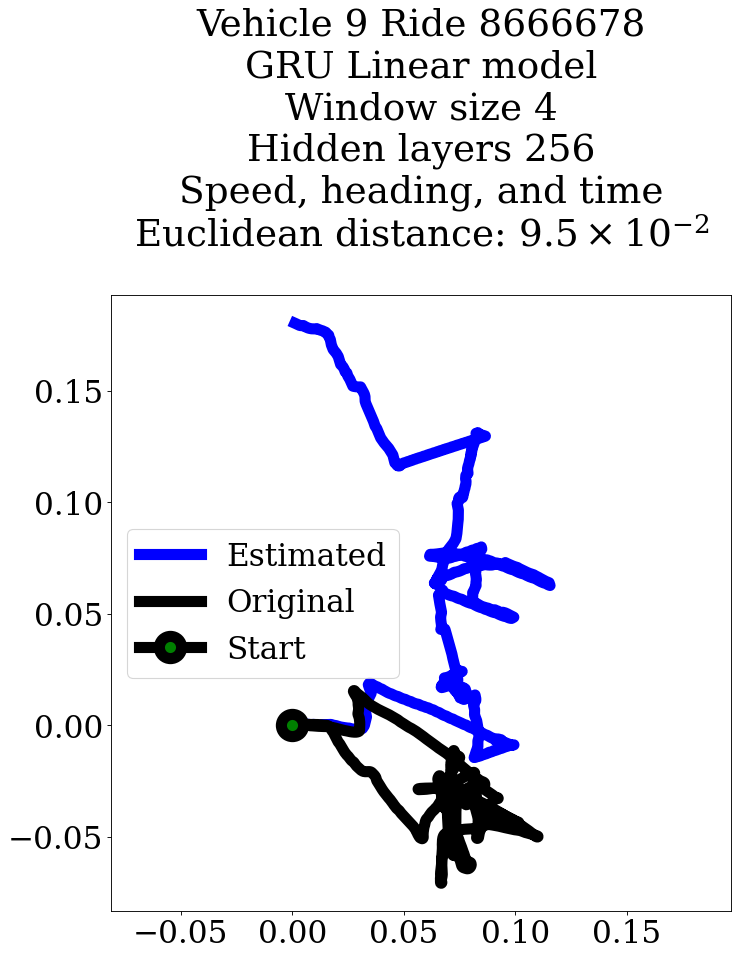 Vehicle 9 Ride 8666678
GRU Linear model
Window size 4
Hidden layers 256
Speed, heading, and time
Euclidean distance: 9.5 × 10⁻²
0.15
0.10
0.05
0.00
−0.05
Estimated
Original
Start
−0.05 0.00 0.05 0.10 0.15